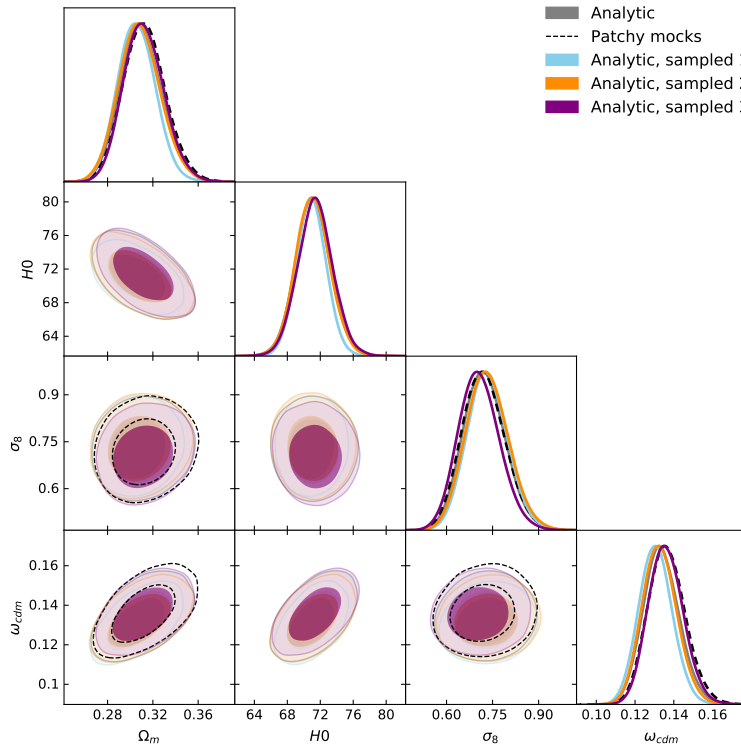 Analytic
Patchy mocks
Analytic, sampled
Analytic, sampled
Analytic, sampled
80
76
72
68
64
H0
0.9
0.75
0.6
σ8
0.16
0.14
0.12
0.1
ωcdm
0.28 0.32 0.36
64 72 76 80
0.60 0.75 0.90
0.10 0.12 0.14 0.16
Ωm
H0
σ8
ωcdm